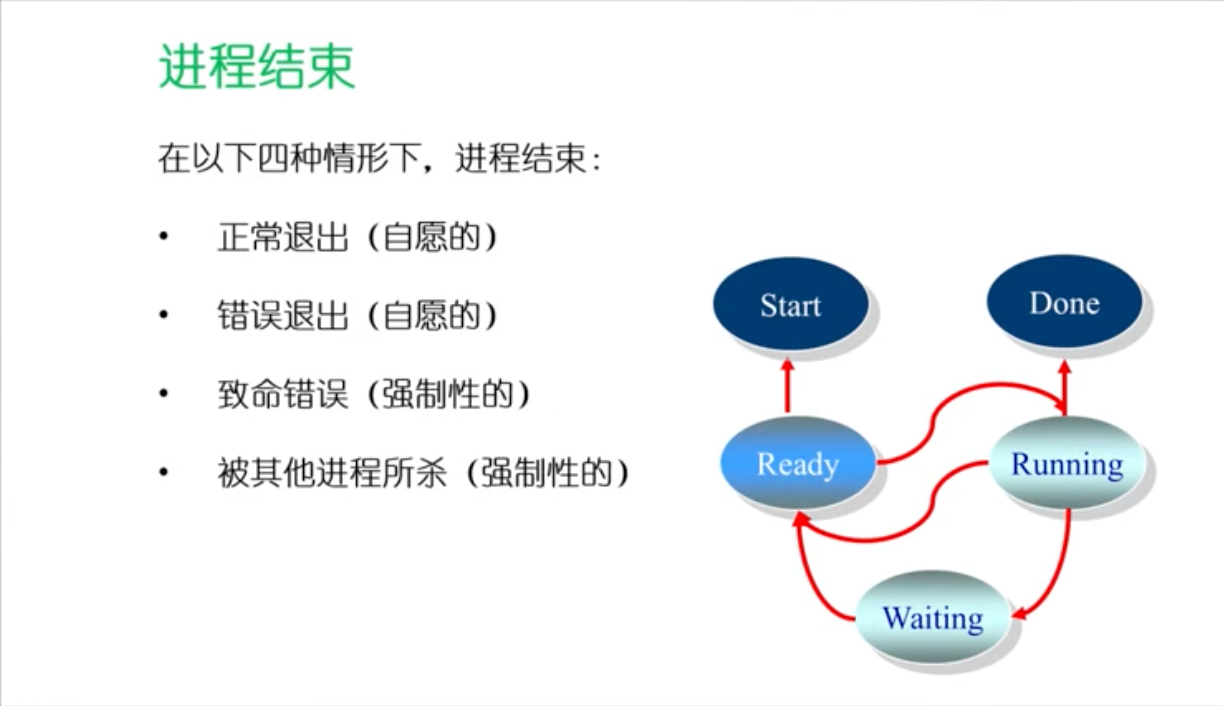 进程结束
在以下四种情形下，进程结束：
• 正常退出（自愿的）
• 错误退出（自愿的）
• 致命错误（强制性的）
• 被其他进程所杀（强制性的）
Start
Done
Ready
Running
Waiting